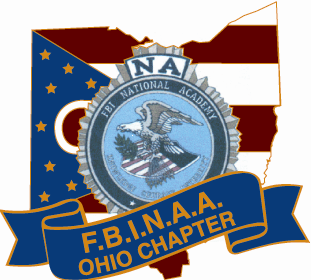 NA
FBI NATIONAL ACADEMY
F.B.I.N.A.A.
OHIO CHAPTER